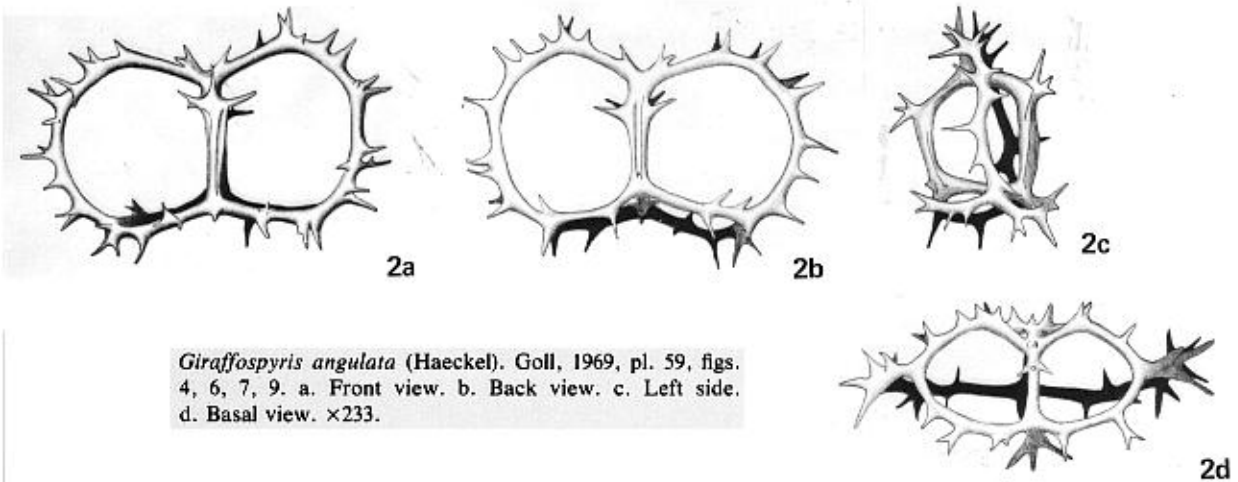 2a
2b
2c
Giraffospyris angulata (Haeckel). Goll, 1969, pl. 59, figs.
4, 6, 7, 9. a. Front view. b. Back view. c. Left side.
d. Basal view. ×233.
2d